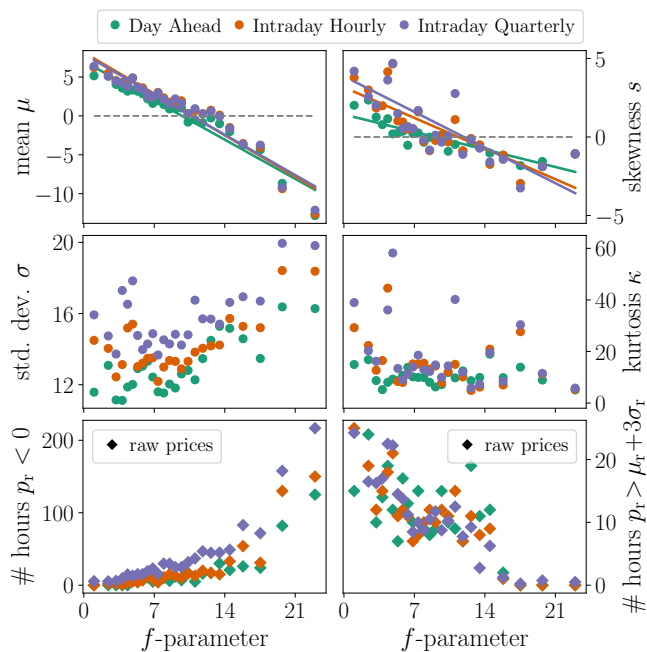 Day Ahead Intraday Hourly Intraday Quarterly
mean μ
5
0
−5
−10
skewness s
5
0
−5
std. dev. σ
20
16
12
kurtosis κ
60
40
20
0
# hours p_r < 0
200
100
0
raw prices
# hours p_r > μ_r+3σ_r
20
10
0
raw prices
0 7 14 21
0 7 14 21
f-parameter
f-parameter